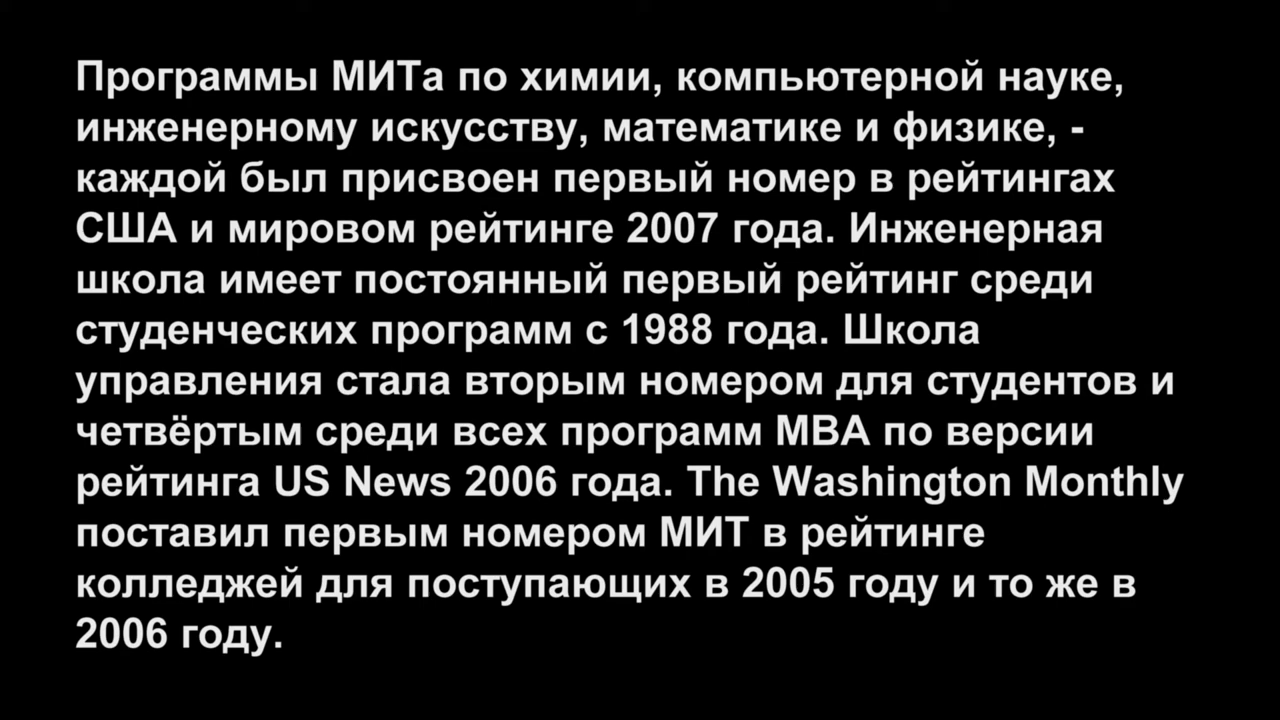 Программы МИТа по химии, компьютерной науке,
инженерному искусству, математике и физике, -
каждой был присвоен первый номер в рейтингах
США и мировом рейтинге 2007 года. Инженерная
школа имеет постоянный первый рейтинг среди
студенческих программ с 1988 года. Школа
управления стала вторым номером для студентов и
четвёртым среди всех программ MBA по версии
рейтинга US News 2006 года. The Washington Monthly
поставил первым номером МИТ в рейтинге
колледжей для поступающих в 2005 году и то же в
2006 году.